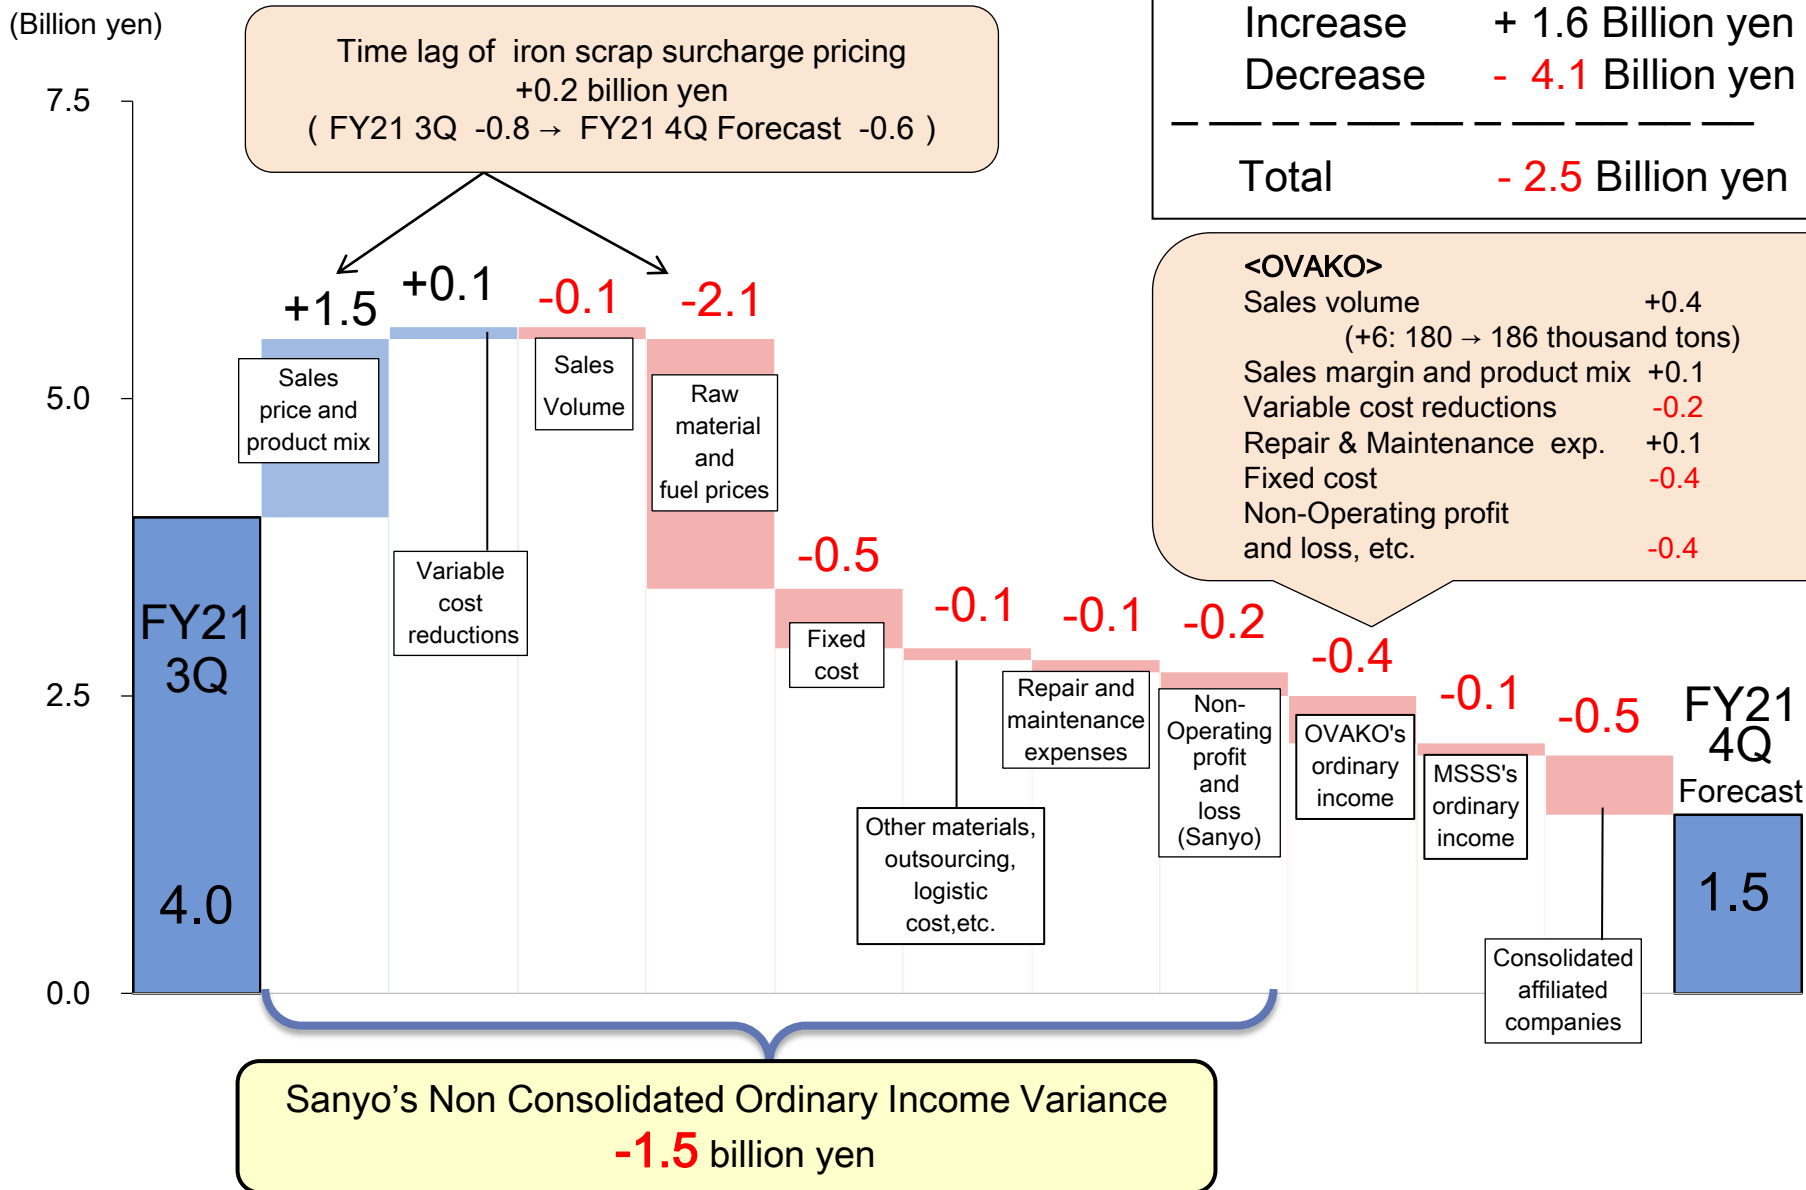 (Billion yen)
Time lag of iron scrap surcharge pricing
+0.2 billion yen
( FY21 3Q -0.8 → FY21 4Q Forecast -0.6 )
Increase + 1.6 Billion yen
Decrease - 4.1 Billion yen
Total - 2.5 Billion yen
<OVAKO>
Sales volume +0.4
(+6: 180 → 186 thousand tons)
Sales margin and product mix +0.1
Variable cost reductions -0.2
Repair & Maintenance exp. +0.1
Fixed cost -0.4
Non-Operating profit
and loss, etc. -0.4
7.5
5.0
2.5
0.0
FY21
3Q
4.0
+1.5
Sales
price and
product mix
+0.1
Variable
cost
reductions
-0.1
Sales
Volume
-2.1
Raw
material
and
fuel prices
-0.5
Fixed
cost
-0.1
Other materials,
outsourcing,
logistic
cost,etc.
-0.1
Repair and
maintenance
expenses
-0.2
Non-
Operating
profit
and
loss
(Sanyo)
-0.4
OVAKO's
ordinary
income
-0.1
MSSS's
ordinary
income
-0.5
Consolidated
affiliated
companies
FY21
4Q
Forecast
1.5
Sanyo’s Non Consolidated Ordinary Income Variance
-1.5 billion yen